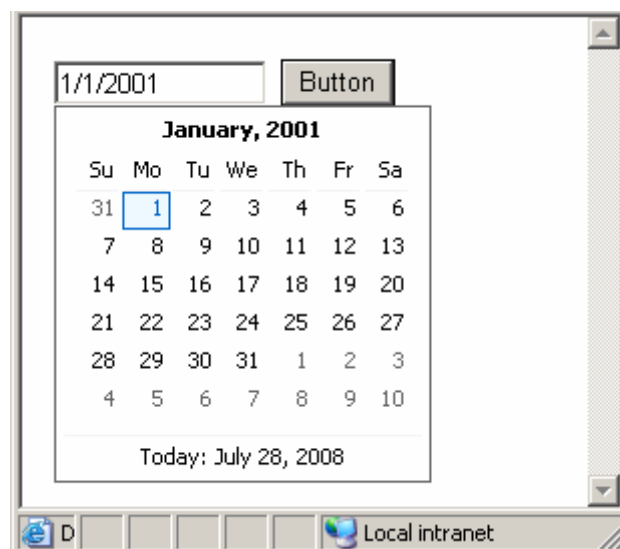 1/1/2001 Button
January, 2001
Su Mo Tu We Th Fr Sa
31 1 2 3 4 5 6
7 8 9 10 11 12 13
14 15 16 17 18 19 20
21 22 23 24 25 26 27
28 29 30 31 1 2 3
4 5 6 7 8 9 10
Today: July 28, 2008
D Local intranet